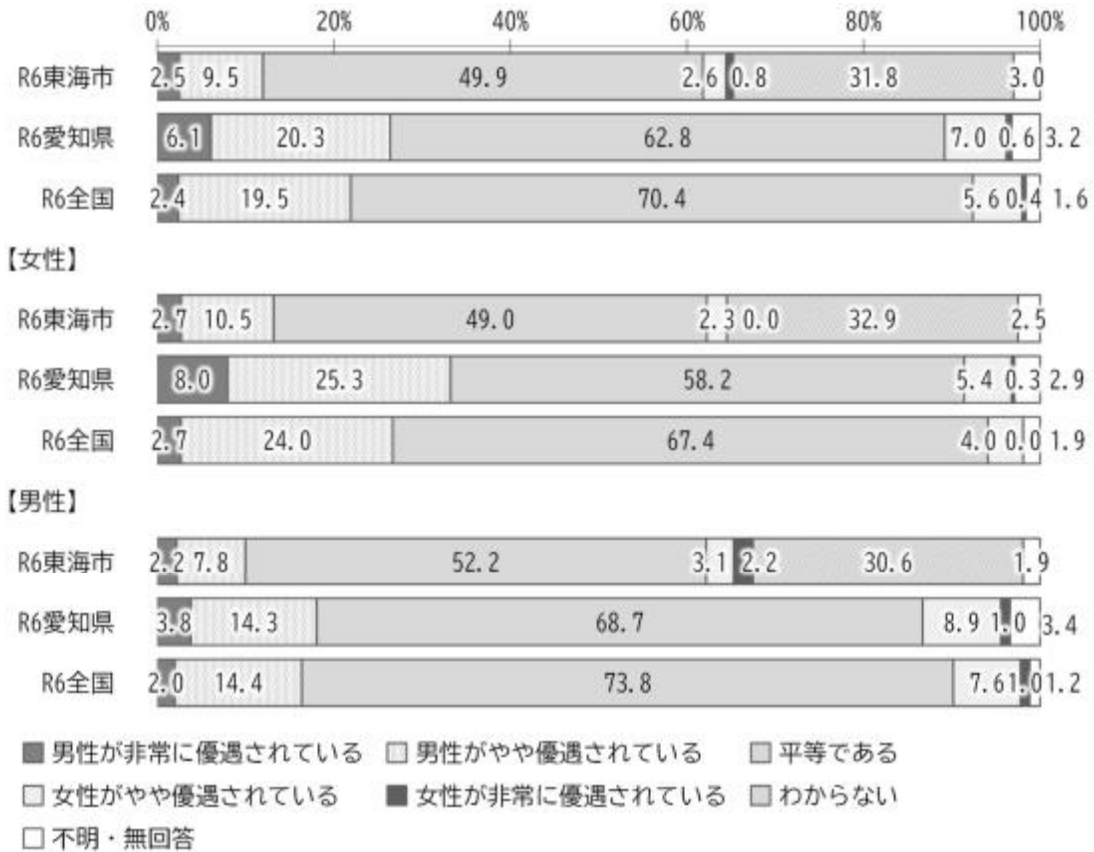 0% 20% 40% 60% 80% 100%
R6東海市 2.5 9.5 49.9 2.6 0.8 31.8 3.0
R6愛知県 6.1 20.3 62.8 7.0 0.6 3.2
R6全国 2.4 19.5 70.4 5.6 0.4 1.6
【女性】
R6東海市 2.7 10.5 49.0 2.3 0.0 32.9 2.5
R6愛知県 8.0 25.3 58.2 5.4 0.3 2.9
R6全国 2.7 24.0 67.4 4.0 0.0 1.9
【男性】
R6東海市 2.2 7.8 52.2 3.1 2.2 30.6 1.9
R6愛知県 3.8 14.3 68.7 8.9 1.0 3.4
R6全国 2.0 14.4 73.8 7.6 1.0 1.2
男性が非常に優遇されている 男性がやや優遇されている 平等である
女性がやや優遇されている 女性が非常に優遇されている わからない
不明・無回答